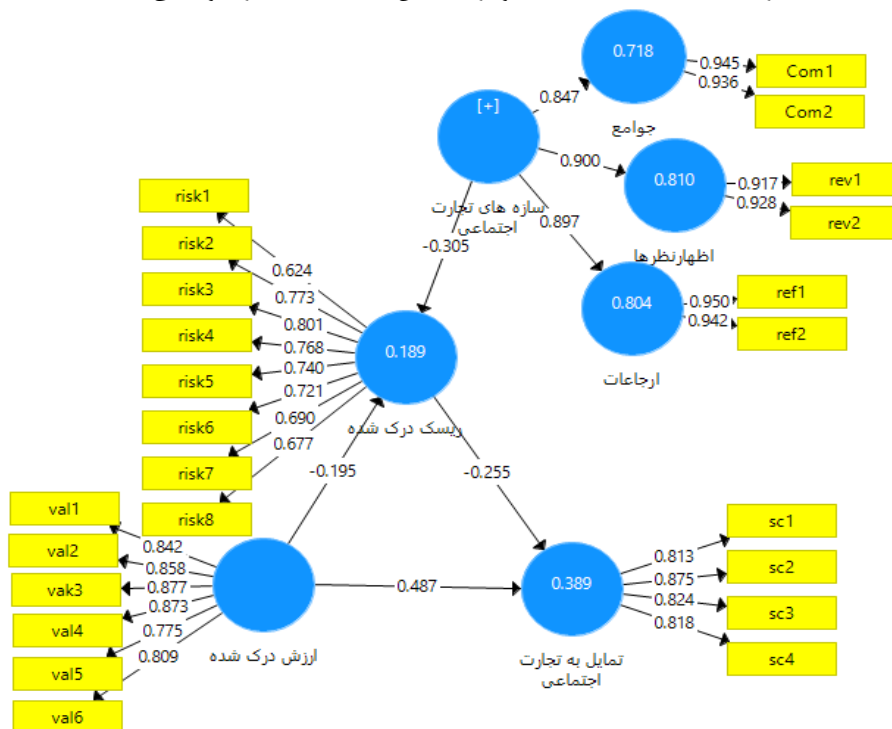 0.718
0.945
0.936
Com1
Com2
0.847
جوامع
[+]
0.900
0.810
0.917
0.928
rev1
rev2
اظهارنظرها
سازه های تجارت
اجتماعی
0.897
-0.305
0.804
0.950
0.942
ref1
ref2
ارجاعات
risk1
risk2
risk3
risk4
risk5
risk6
risk7
risk8
0.624
0.773
0.801
0.768
0.740
0.721
0.690
0.677
0.189
ریسک درک شده
-0.195
-0.255
val1
val2
vak3
val4
val5
val6
0.842
0.858
0.877
0.873
0.775
0.809
ارزش درک شده
0.487
0.389
تمایل به تجارت
اجتماعی
0.813
0.875
0.824
0.818
sc1
sc2
sc3
sc4